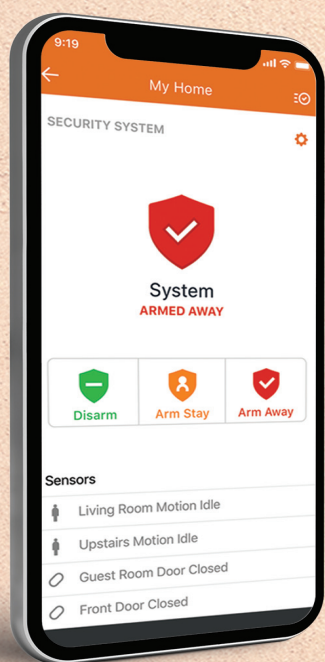 9:19
My Home
SECURITY SYSTEM
System
ARMED AWAY
Disarm Arm Stay Arm Away
Sensors
Living Room Motion Idle
Upstairs Motion Idle
Guest Room Door Closed
Front Door Closed